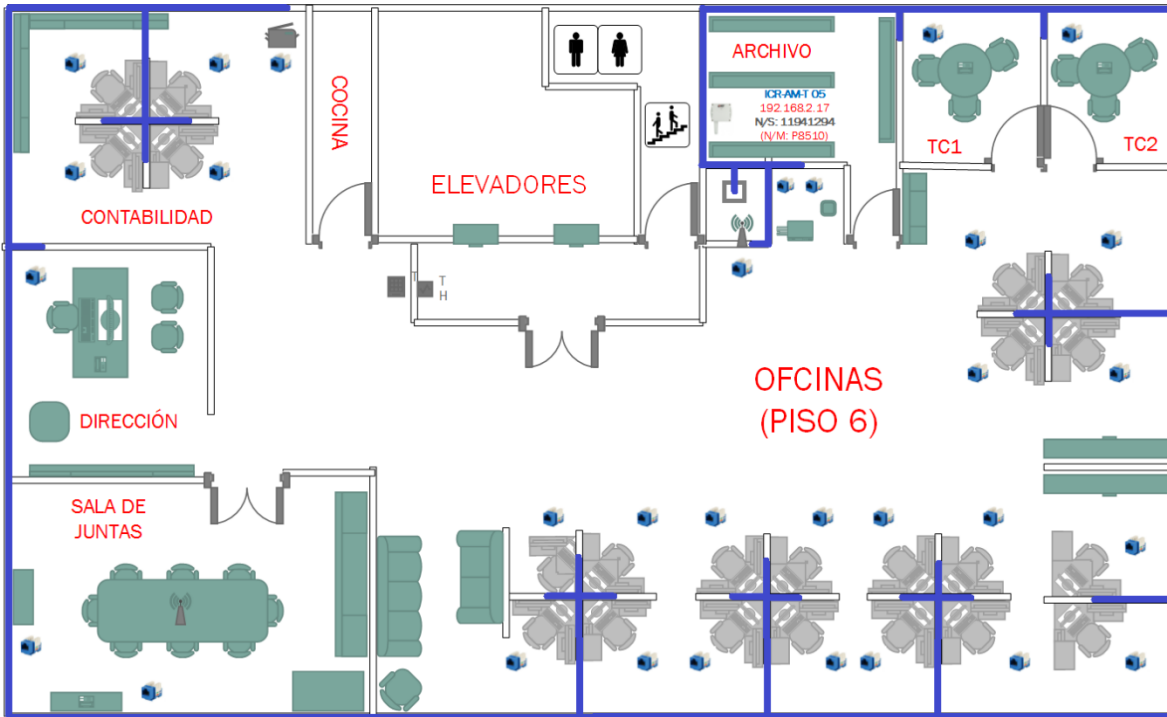 ARCHIVO
ICR-AM-T 05
192.168.2.17
N/S: 11941294
(N/M: P8510)
COCINA
TC1
TC2
ELEVADORES
CONTABILIDAD
T
T
H
OFCINAS
(PISO 6)
DIRECCIÓN
SALA DE
JUNTAS